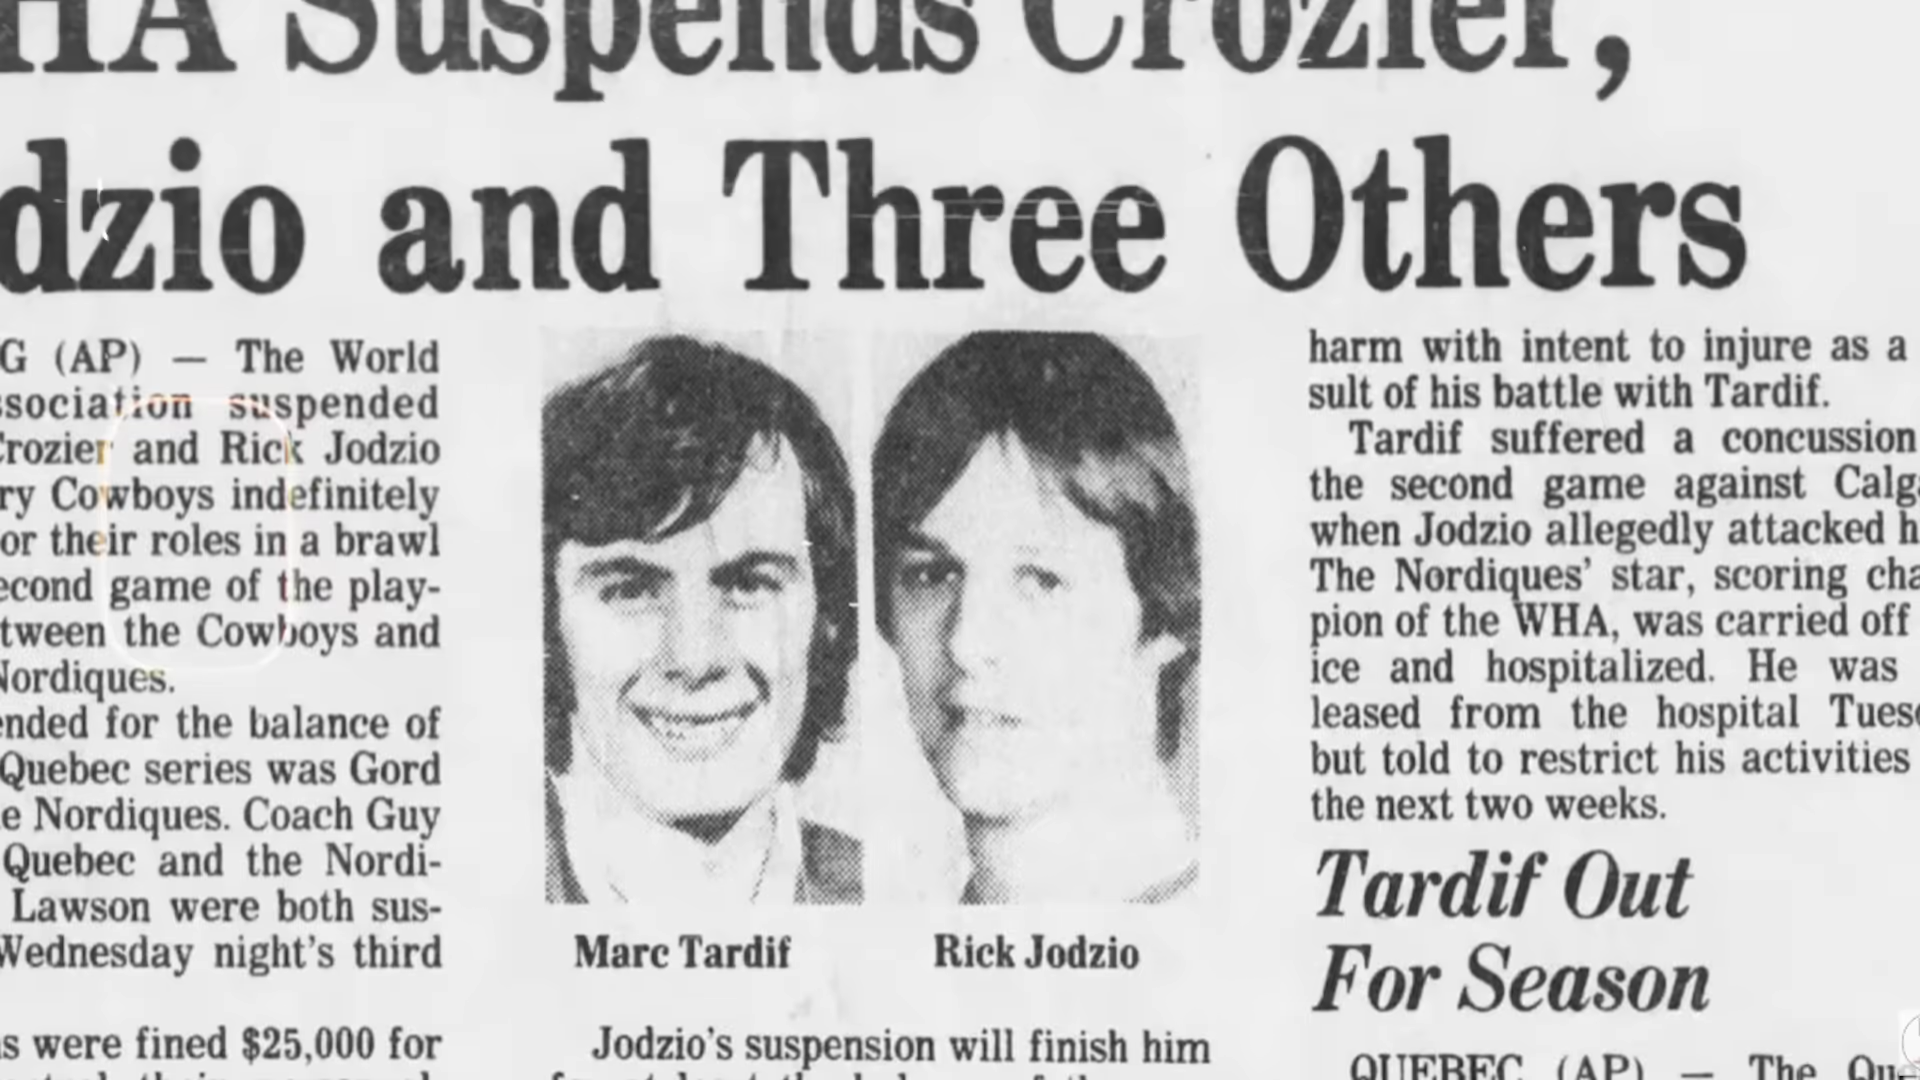 HA Suspends Crozier,
dzio and Three Others
G (AP) — The World
ssociation suspended
Crozier and Rick Jodzio
ry Cowboys indefinitely
or their roles in a brawl
econd game of the play-
tween the Cowboys and
Nordiques.
ended for the balance of
Quebec series was Gord
e Nordiques. Coach Guy
Quebec and the Nordi-
Lawson were both sus-
Wednesday night's third
s were fined $25,000 for
Marc Tardif
Rick Jodzio
Jodzio's suspension will finish him
harm with intent to injure as a
sult of his battle with Tardif.
Tardif suffered a concussion
the second game against Calga
when Jodzio allegedly attacked h
The Nordiques' star, scoring cha
pion of the WHA, was carried off
ice and hospitalized. He was
leased from the hospital Tues
but told to restrict his activities
the next two weeks.
Tardif Out
For Season
QUEBEC (AP) — The Que